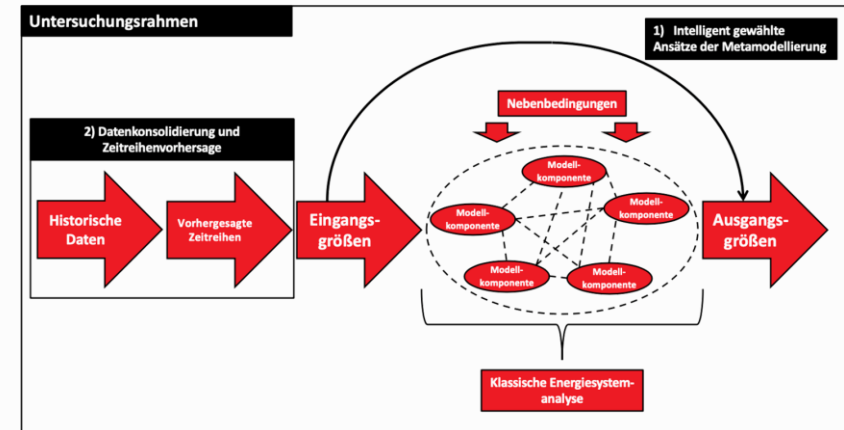 Untersuchungsrahmen
1) Intelligent gewählte
Ansätze der Metamodellierung
2) Datenkonsolidierung und
Zeitreihenvorhersage
Historische
Daten
Vorhergesagte
Zeitreihen
Eingangs-
größen
Nebenbedingungen
Modell-
komponente
Modell-
komponente
Modell-
komponente
Modell-
komponente
Modell-
komponente
Ausgangs-
größen
Klassische Energiesystem-
analyse